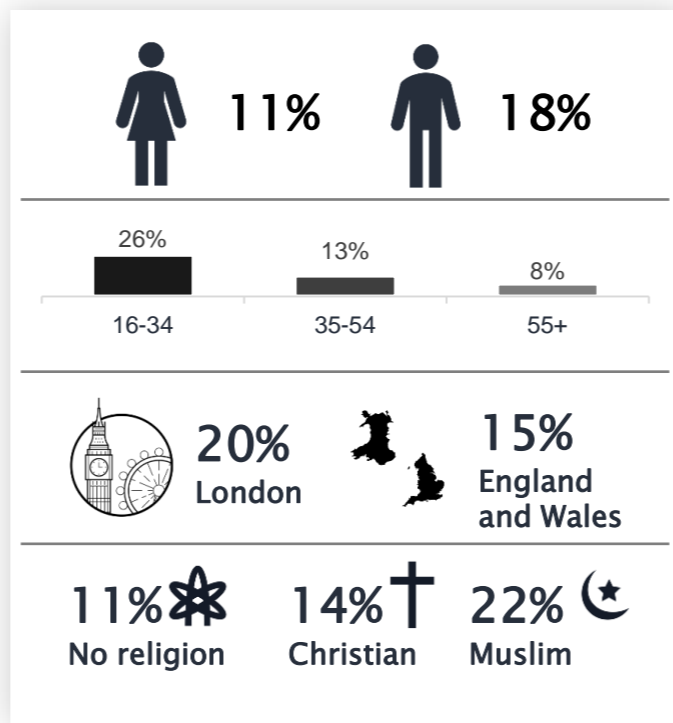 11% 18%
26% 13% 8%
16-34 35-54 55+
20% 15%
London England
and Wales
11% 14% 22%
No religion Christian Muslim